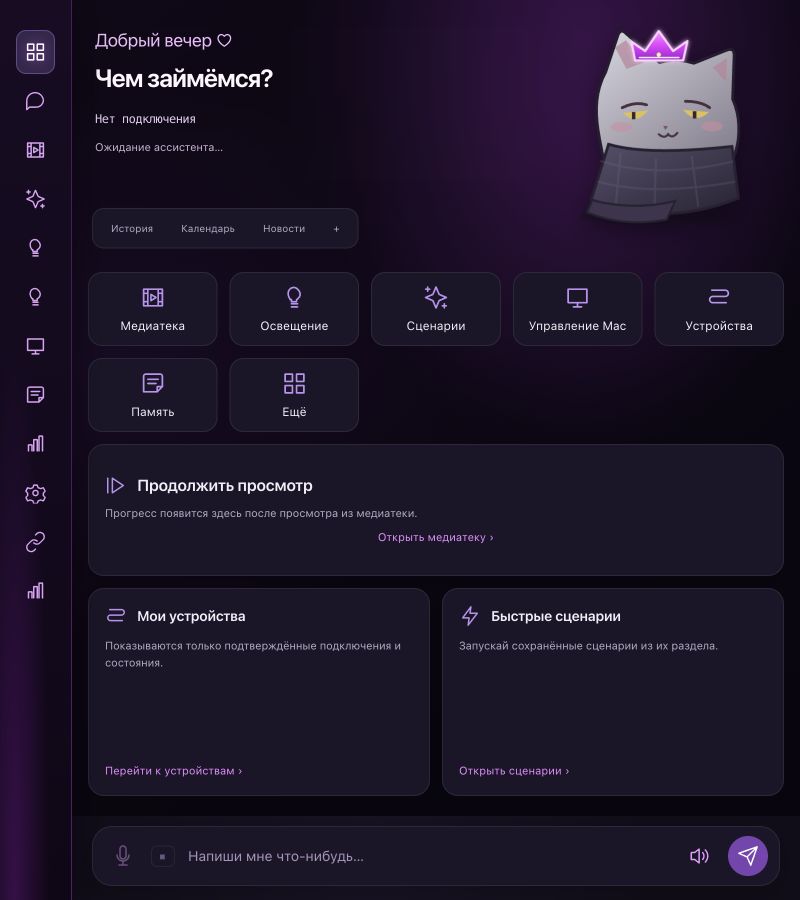 Добрый вечер ♡
Чем займёмся?
Нет подключения
Ожидание ассистента...
История Календарь Новости +
Медиатека Освещение Сценарии Управление Mac Устройства
Память Ещё
Продолжить просмотр
Прогресс появится здесь после просмотра из медиатеки.
Открыть медиатеку ›
Мои устройства
Показываются только подтверждённые подключения и
состояния.
Перейти к устройствам ›
Быстрые сценарии
Запускай сохранённые сценарии из их раздела.
Открыть сценарии ›
Напиши мне что-нибудь...